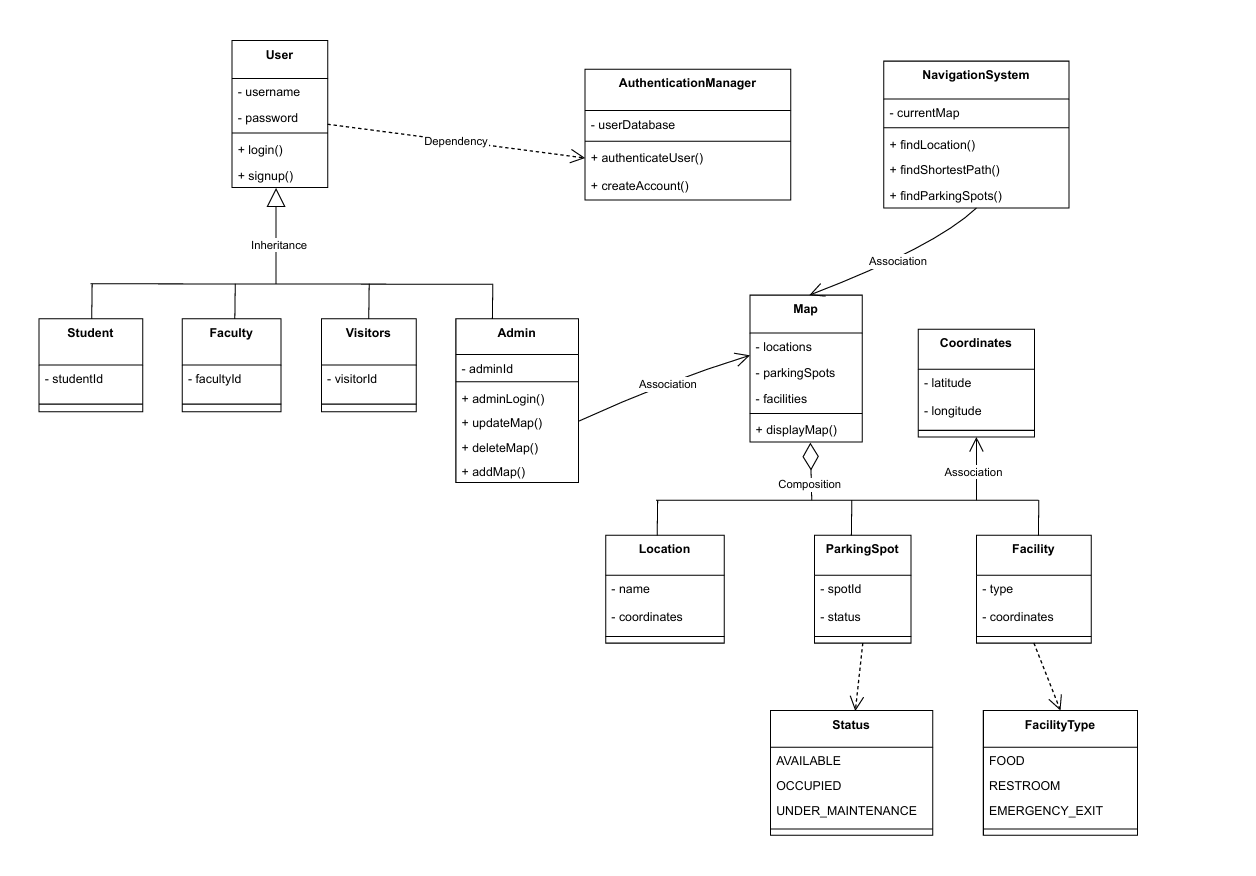 User
- username
- password
+ login()
+ signup()
Dependency
AuthenticationManager
- userDatabase
+ authenticateUser()
+ createAccount()
NavigationSystem
- currentMap
+ findLocation()
+ findShortestPath()
+ findParkingSpots()
Inheritance
Association
Student
- studentId
Faculty
- facultyId
Visitors
- visitorId
Admin
- adminId
+ adminLogin()
+ updateMap()
+ deleteMap()
+ addMap()
Association
Map
- locations
- parkingSpots
- facilities
+ displayMap()
Coordinates
- latitude
- longitude
Composition
Association
Location
- name
- coordinates
ParkingSpot
- spotId
- status
Facility
- type
- coordinates
Status
AVAILABLE
OCCUPIED
UNDER_MAINTENANCE
FacilityType
FOOD
RESTROOM
EMERGENCY_EXIT